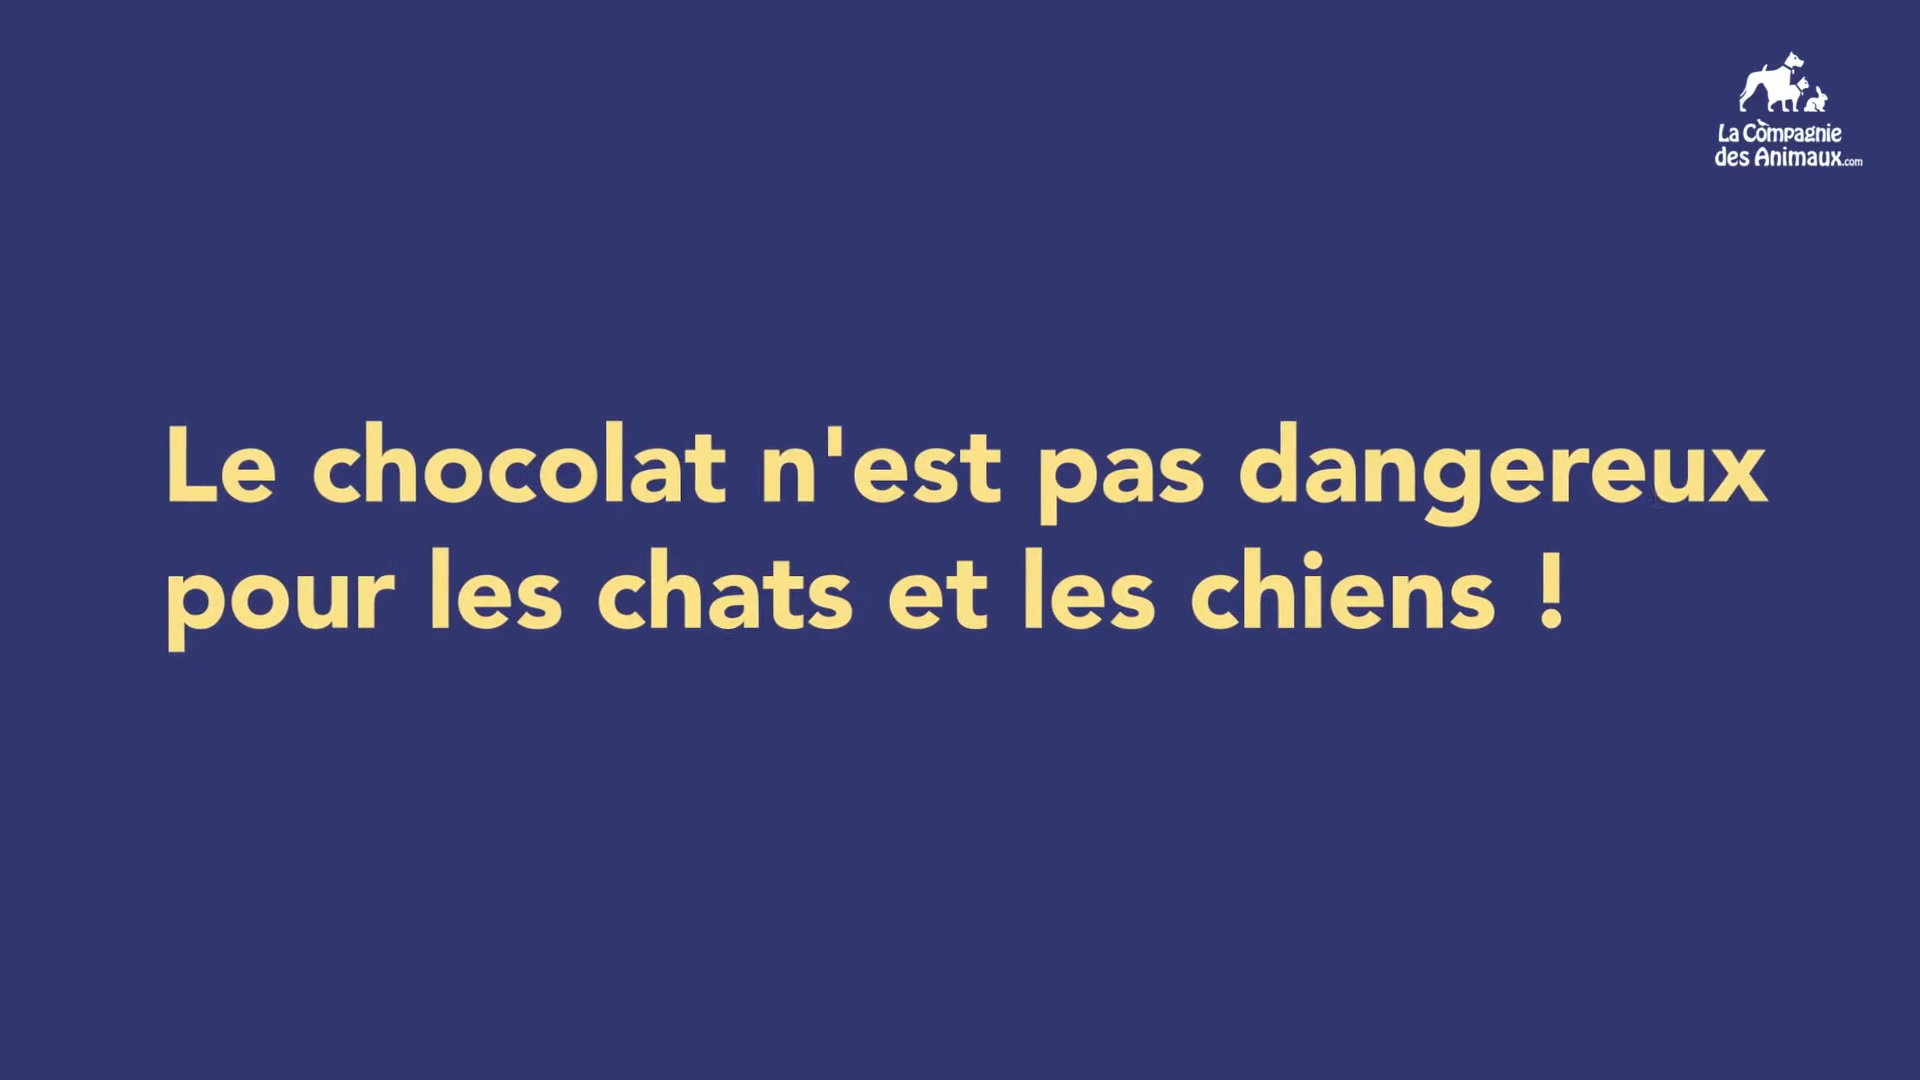 La Compagnie
des Animaux.com
Le chocolat n'est pas dangereux
pour les chats et les chiens !